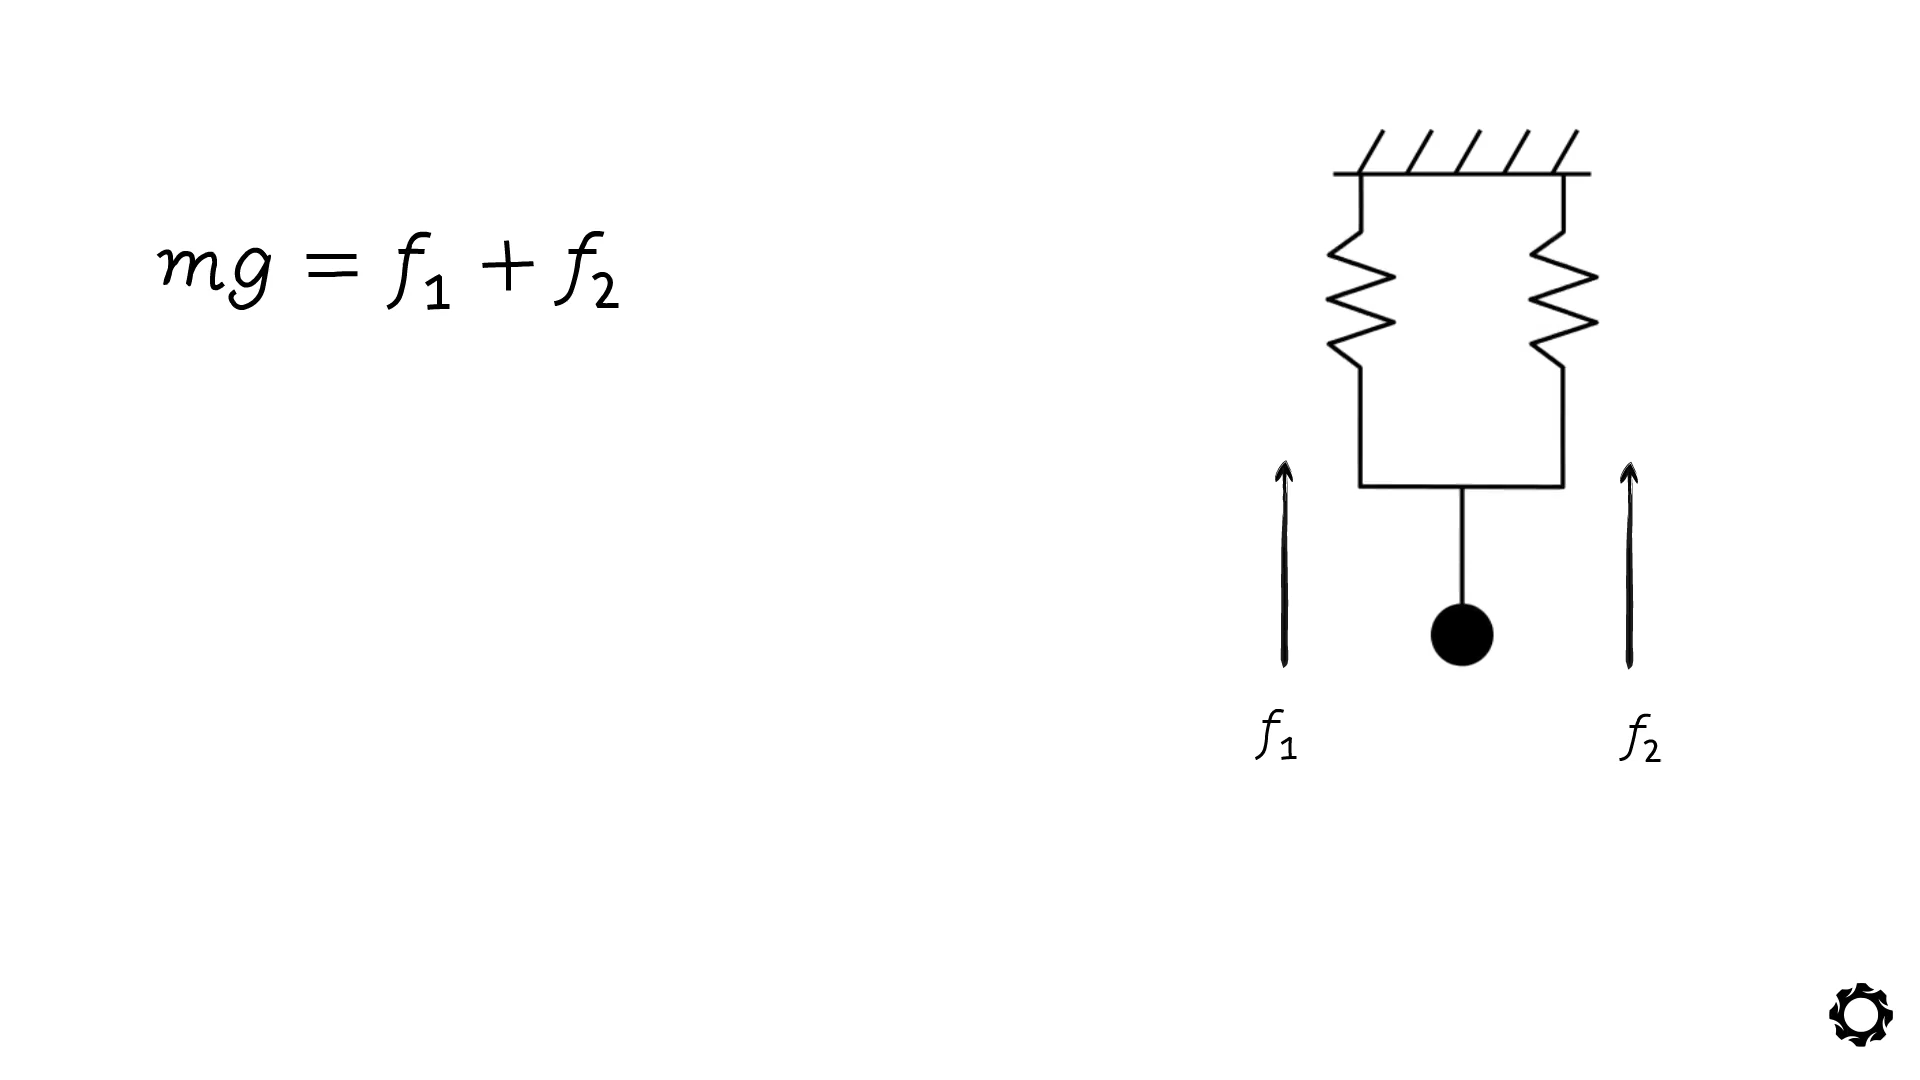 mg = f₁ + f₂
f₁
f₂